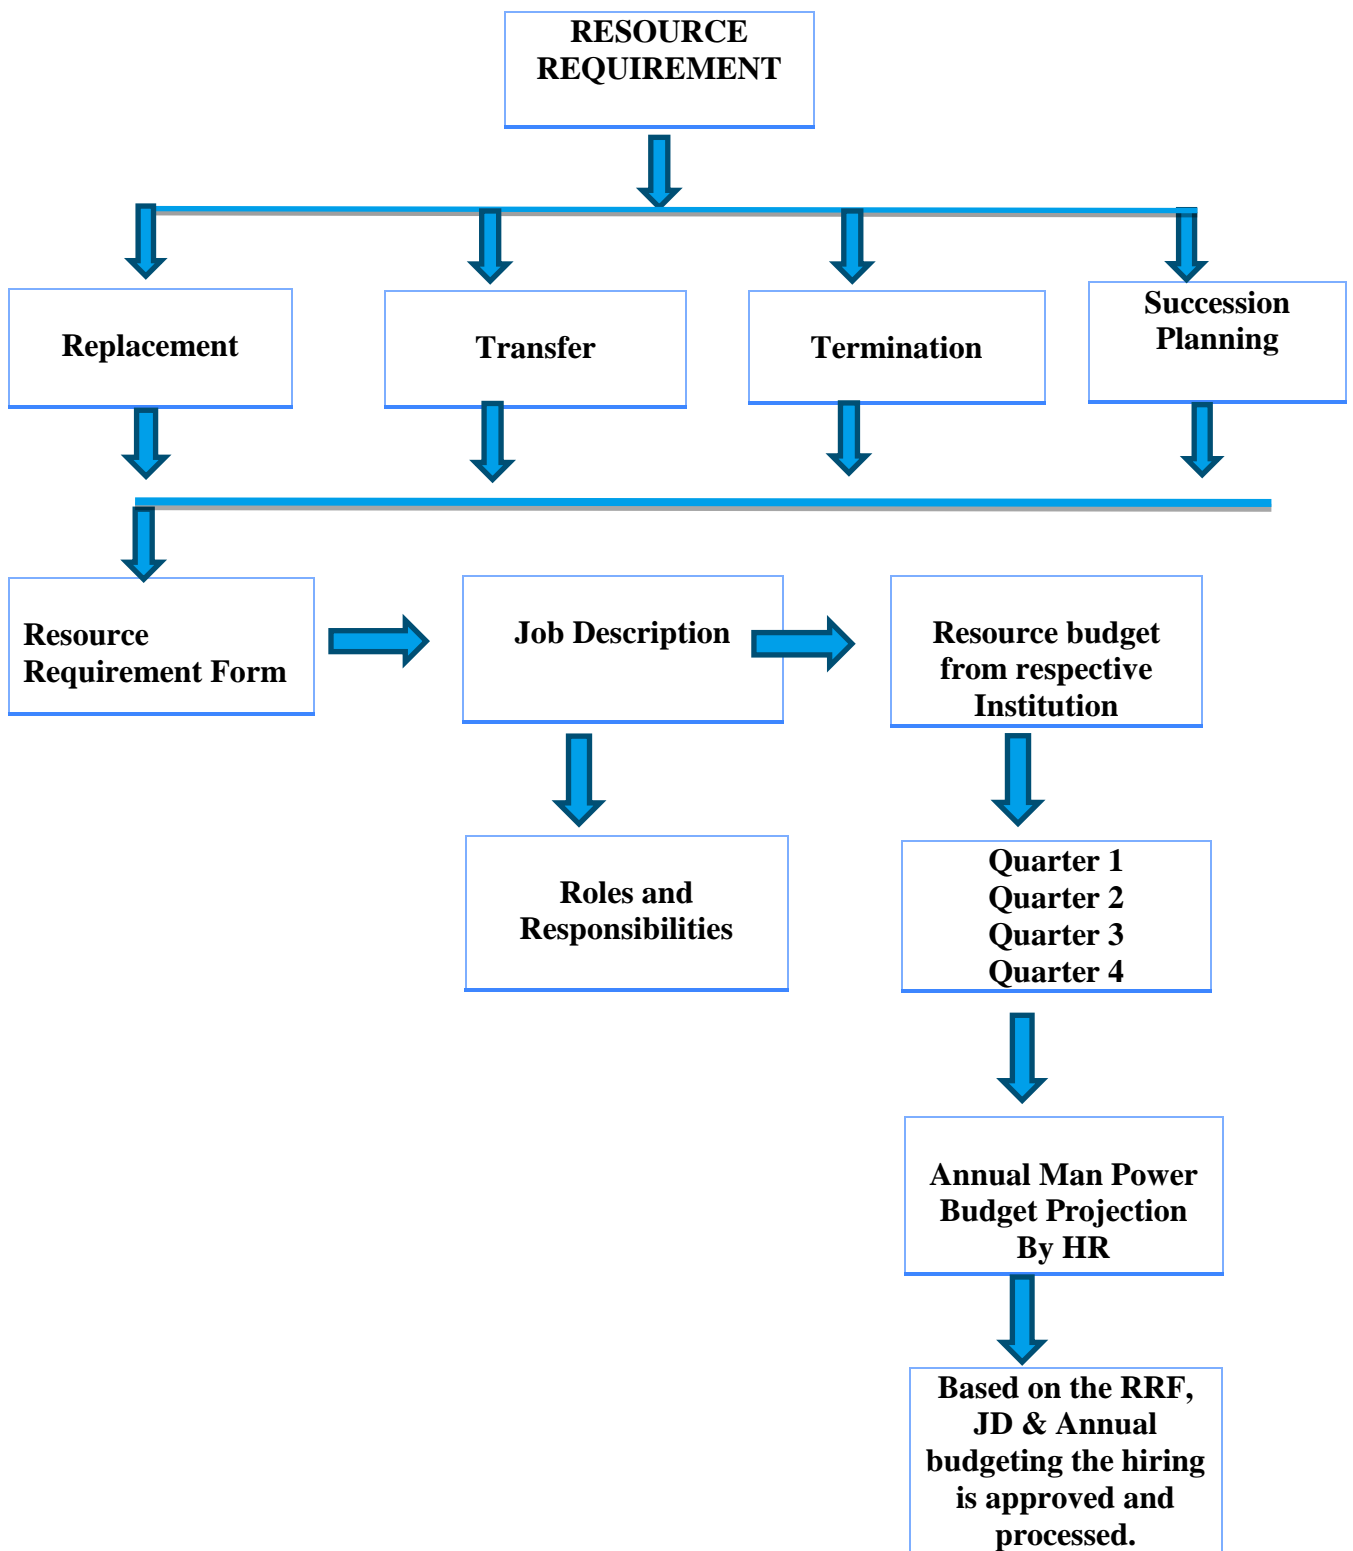 RESOURCE
REQUIREMENT
Replacement
Transfer
Termination
Succession
Planning
Resource
Requirement Form
Job Description
Resource budget
from respective
Institution
Roles and
Responsibilities
Quarter 1
Quarter 2
Quarter 3
Quarter 4
Annual Man Power
Budget Projection
By HR
Based on the RRF,
JD & Annual
budgeting the hiring
is approved and
processed.